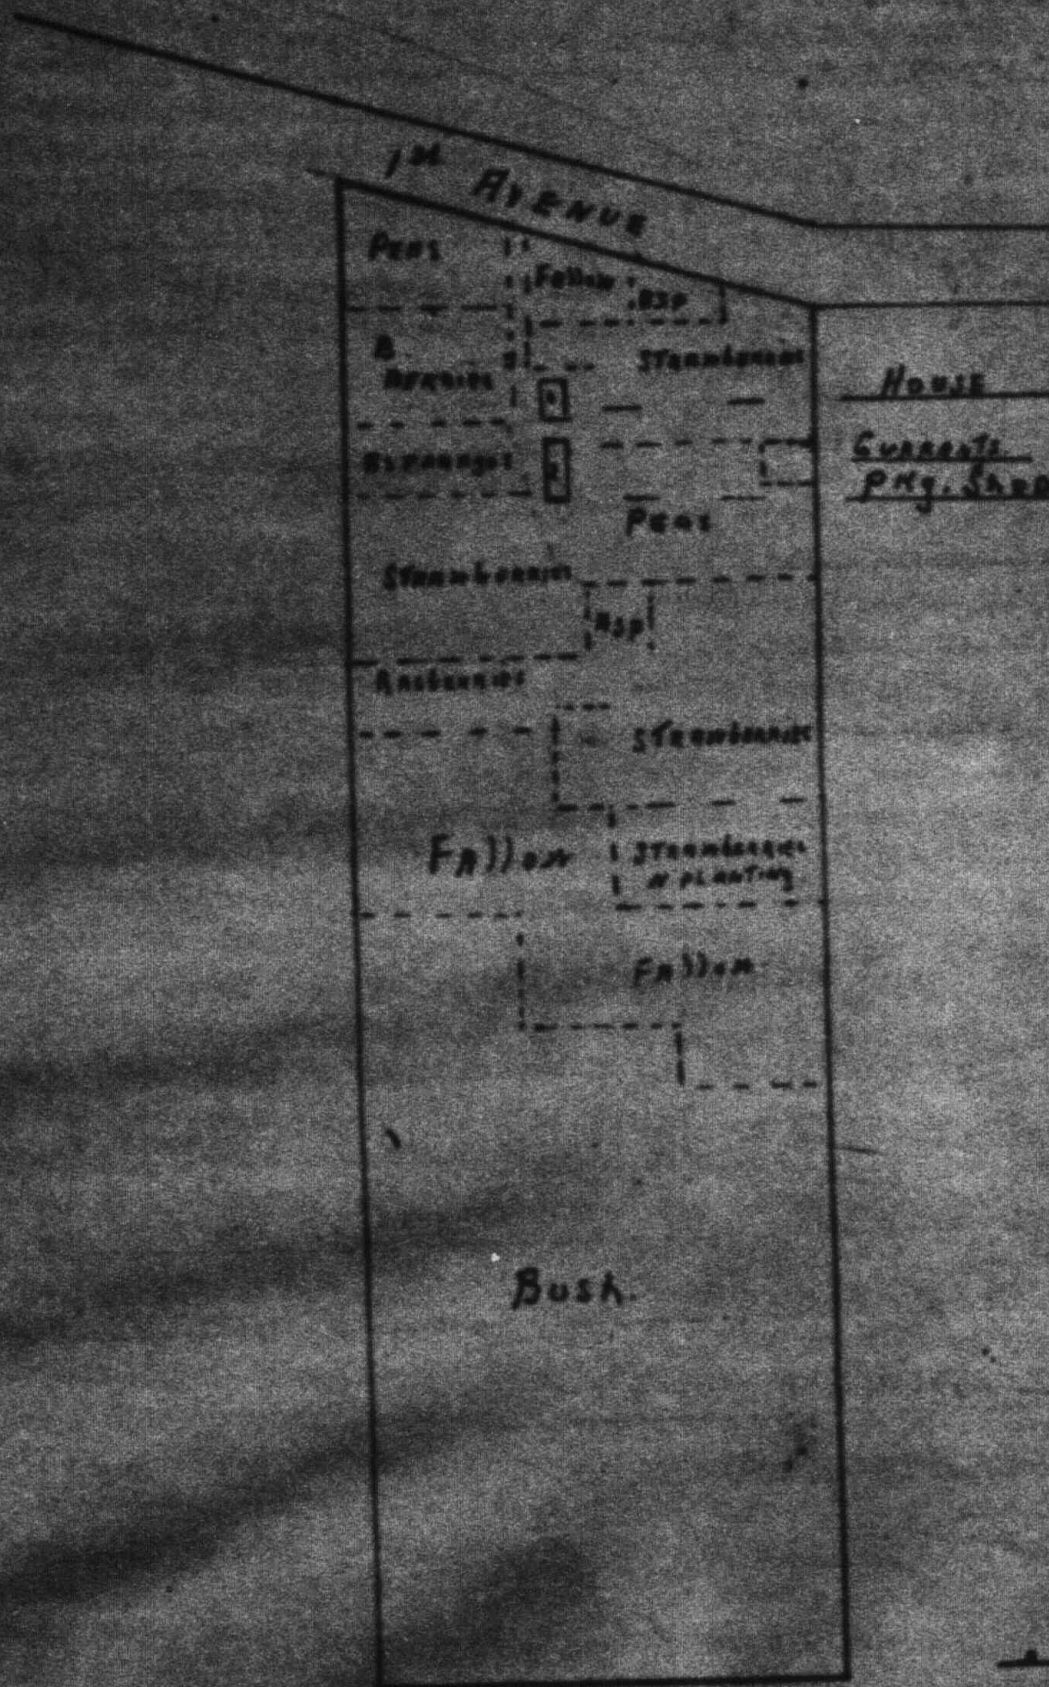 1st AVENUE
PEAS
Fallow
RSP
B.
BERRIES
STRAWBERRIES
HOUSE
Currants
Pkg. Shed
Asparagus
PEAS
STRAWBERRIES
RSP
RASBERRIES
STRAWBERRIES
FALLOW
STRAWBERRIES
N PLANTING
FALLOW
Bush.